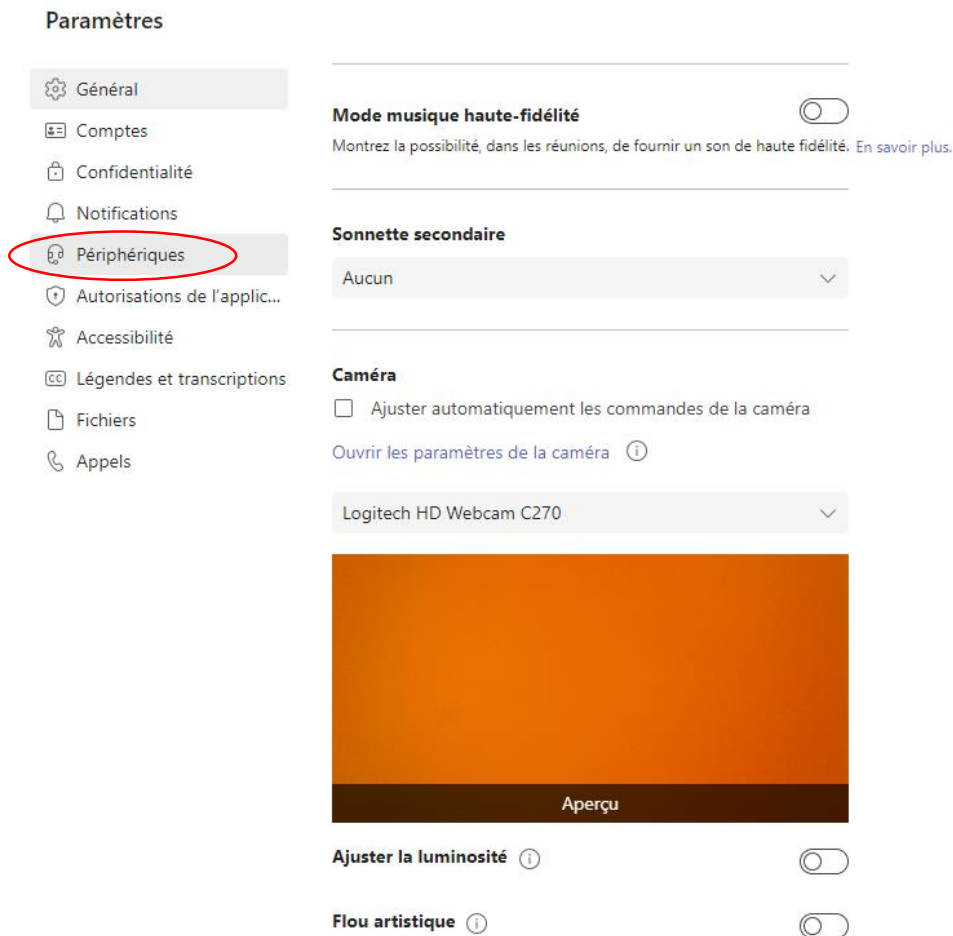 Paramètres
Général
Comptes
Confidentialité
Notifications
Périphériques
Autorisations de l'applic...
Accessibilité
Légendes et transcriptions
Fichiers
Appels
Mode musique haute-fidélité
Montrez la possibilité, dans les réunions, de fournir un son de haute fidélité. En savoir plus.
Sonnette secondaire
Aucun
Caméra
Ajuster automatiquement les commandes de la caméra
Ouvrir les paramètres de la caméra
Logitech HD Webcam C270
Aperçu
Ajuster la luminosité
Flou artistique